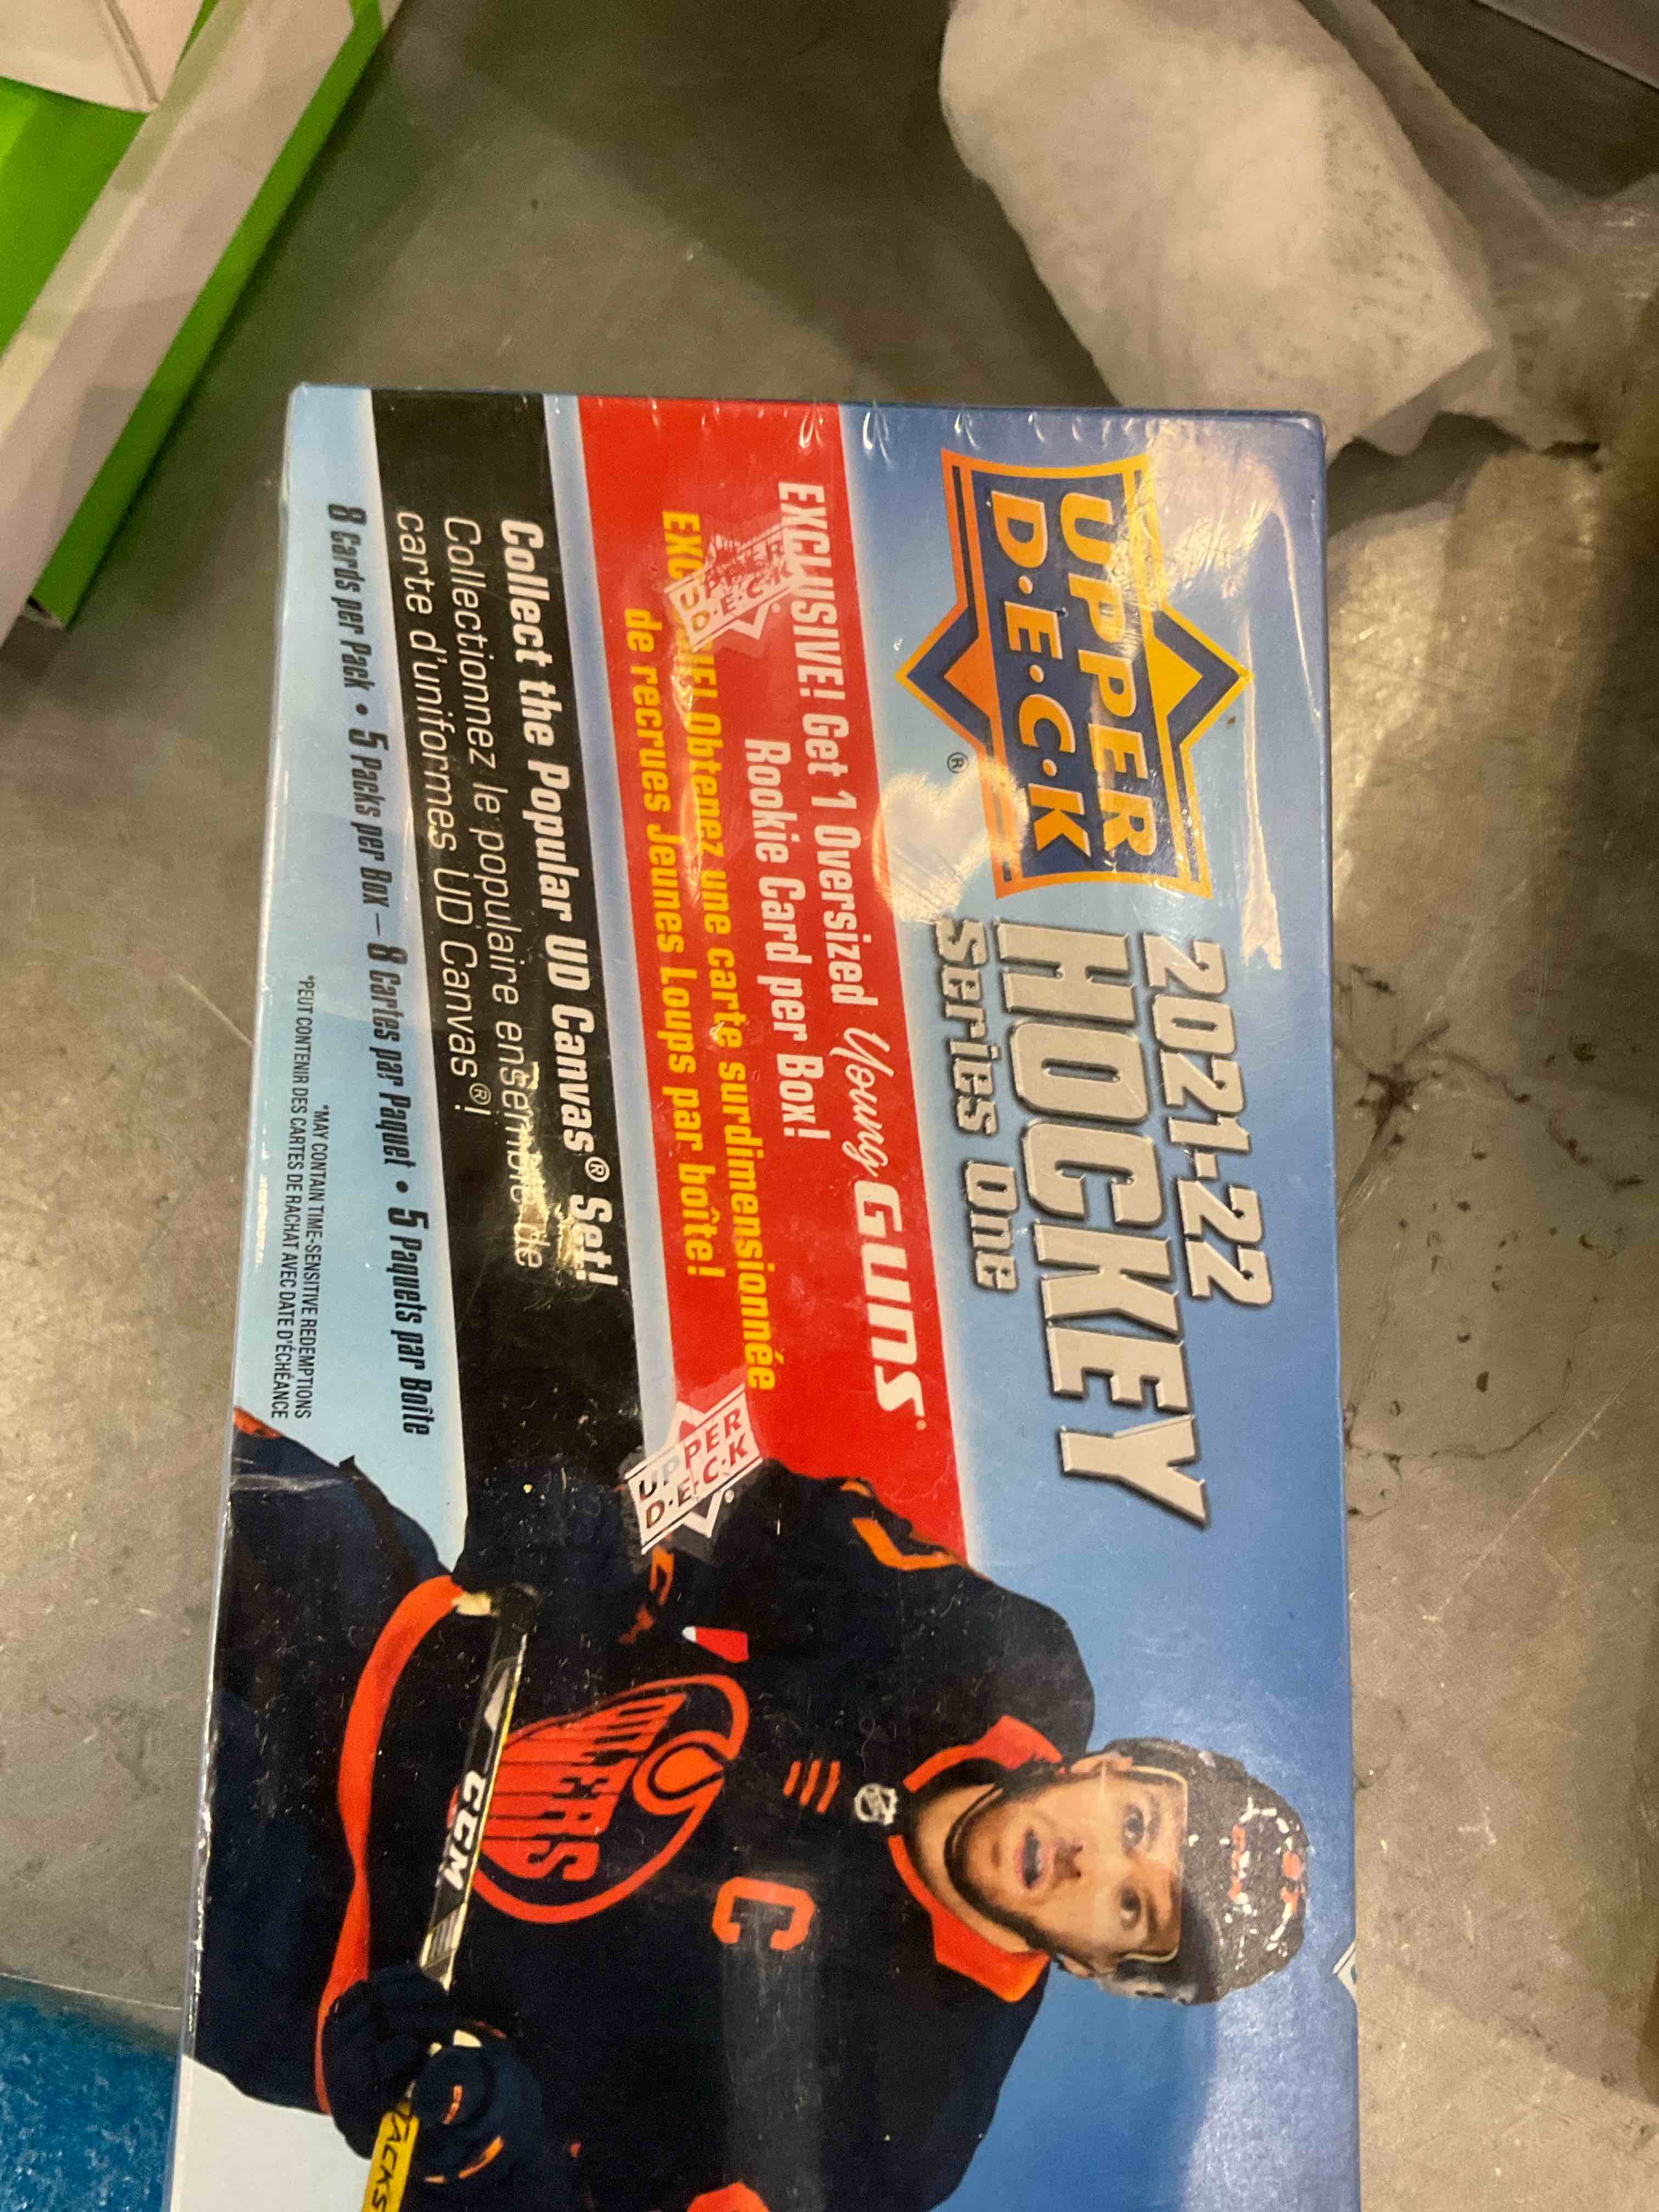 UPPER
D·E·C·K
®
2021-22
HOCKEY
Series One
EXCLUSIVE! Get 1 Oversized Young Guns®
Rookie Card per Box!
Obtenez une carte surdimensionnée
de recrues Jeunes Loups par boîte!
UPPER
D·E·C·K
Collect the Popular UD Canvas® Set!
Collectionnez le populaire ensemble de
carte d'uniformes UD Canvas®!
8 Cards per Pack • 5 Packs per Box – 8 Cartes par Paquet • 5 Paquets par Boîte
*MAY CONTAIN TIME-SENSITIVE REDEMPTIONS
*PEUT CONTENIR DES CARTES DE RACHAT AVEC DATE D'ÉCHÉANCE
UPPER
D·E·C·K
®
OILERS
C
CCM
TACKS